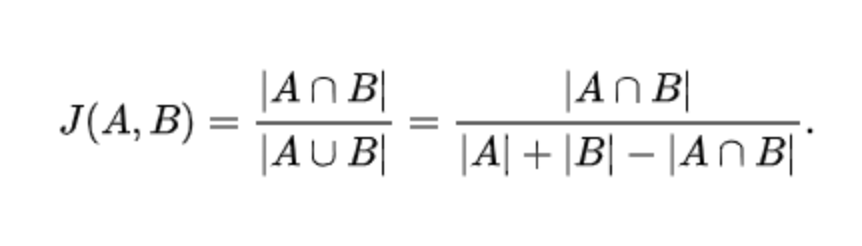 J(A, B) = |A ∩ B| / |A ∪ B| = |A ∩ B| / (|A| + |B| − |A ∩ B|).